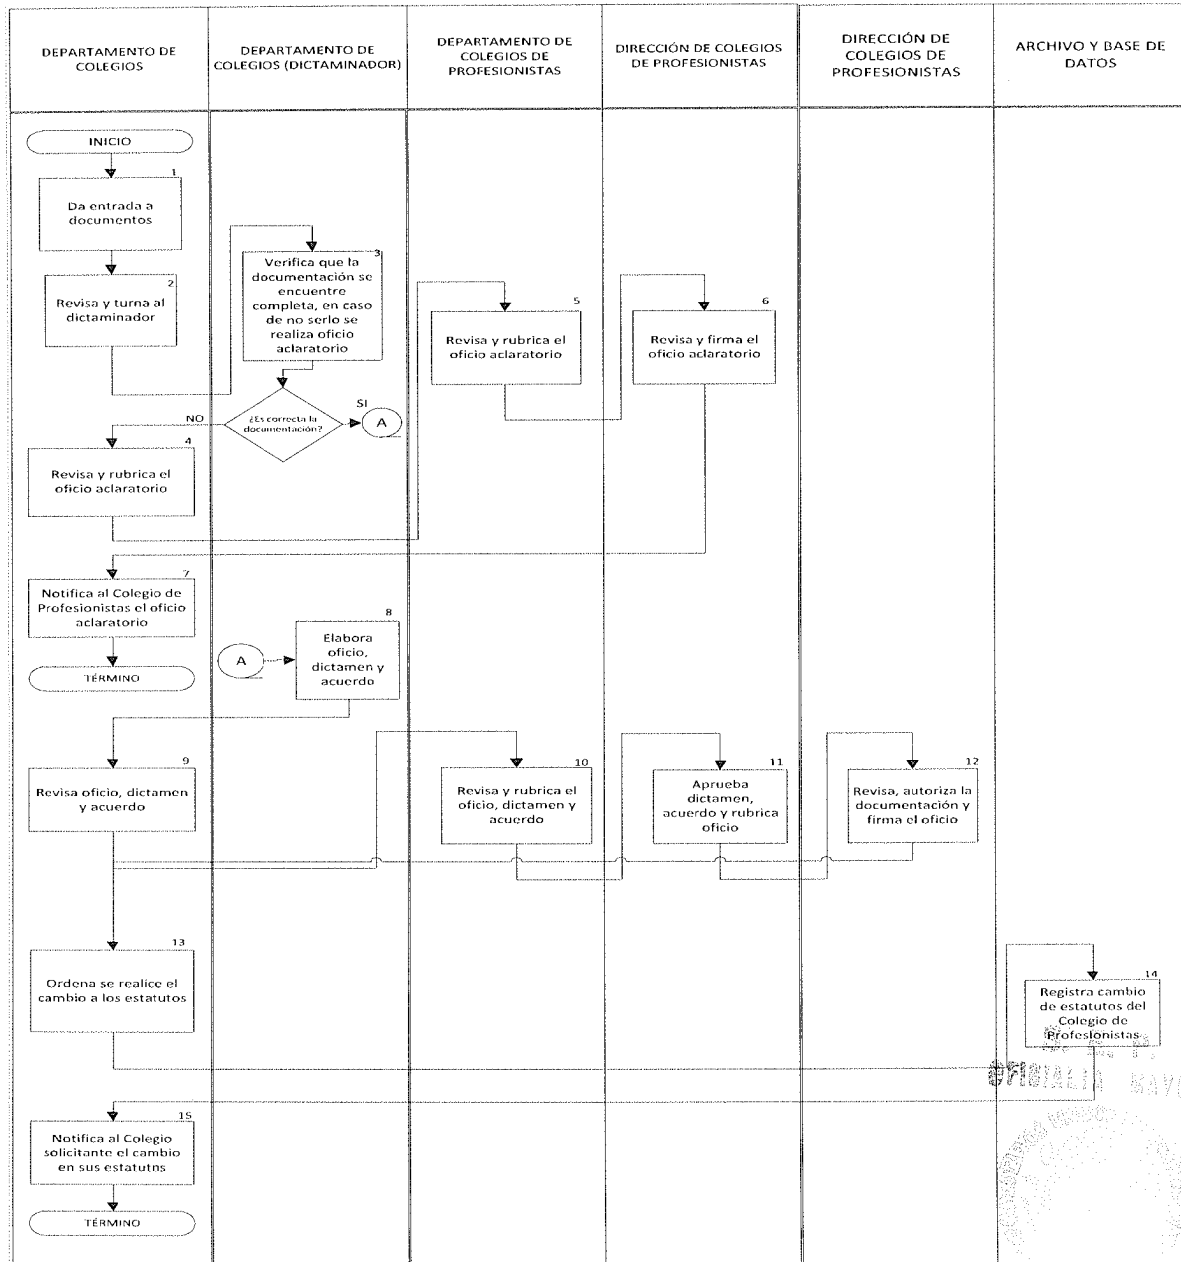 DEPARTAMENTO DE
COLEGIOS
DEPARTAMENTO DE
COLEGIOS (DICTAMINADOR)
DEPARTAMENTO DE
COLEGIOS DE
PROFESIONISTAS
DIRECCIÓN DE COLEGIOS
DE PROFESIONISTAS
DIRECCIÓN DE
COLEGIOS DE
PROFESIONISTAS
ARCHIVO Y BASE DE
DATOS
INICIO
1
Da entrada a
documentos
2
Revisa y turna al
dictaminador
3
Verifica que la
documentación se
encuentre
completa, en caso
de no serlo se
realiza oficio
aclaratorio
¿Es correcta la
documentación?
NO
SI
A
4
Revisa y rubrica el
oficio aclaratorio
5
Revisa y rubrica el
oficio aclaratorio
6
Revisa y firma el
oficio aclaratorio
7
Notifica al Colegio de
Profesionistas el oficio
aclaratorio
TÉRMINO
A
8
Elabora
oficio,
dictamen y
acuerdo
9
Revisa oficio, dictamen
y acuerdo
10
Revisa y rubrica el
oficio, dictamen y
acuerdo
11
Aprueba
dictamen,
acuerdo y rubrica
oficio
12
Revisa, autoriza la
documentación y
firma el oficio
13
Ordena se realice el
cambio a los estatutos
14
Registra cambio
de estatutos del
Colegio de
Profesionistas
S. E. P.
OFICIALIA MAYO
15
Notifica al Colegio
solicitante el cambio
en sus estatutos
TÉRMINO